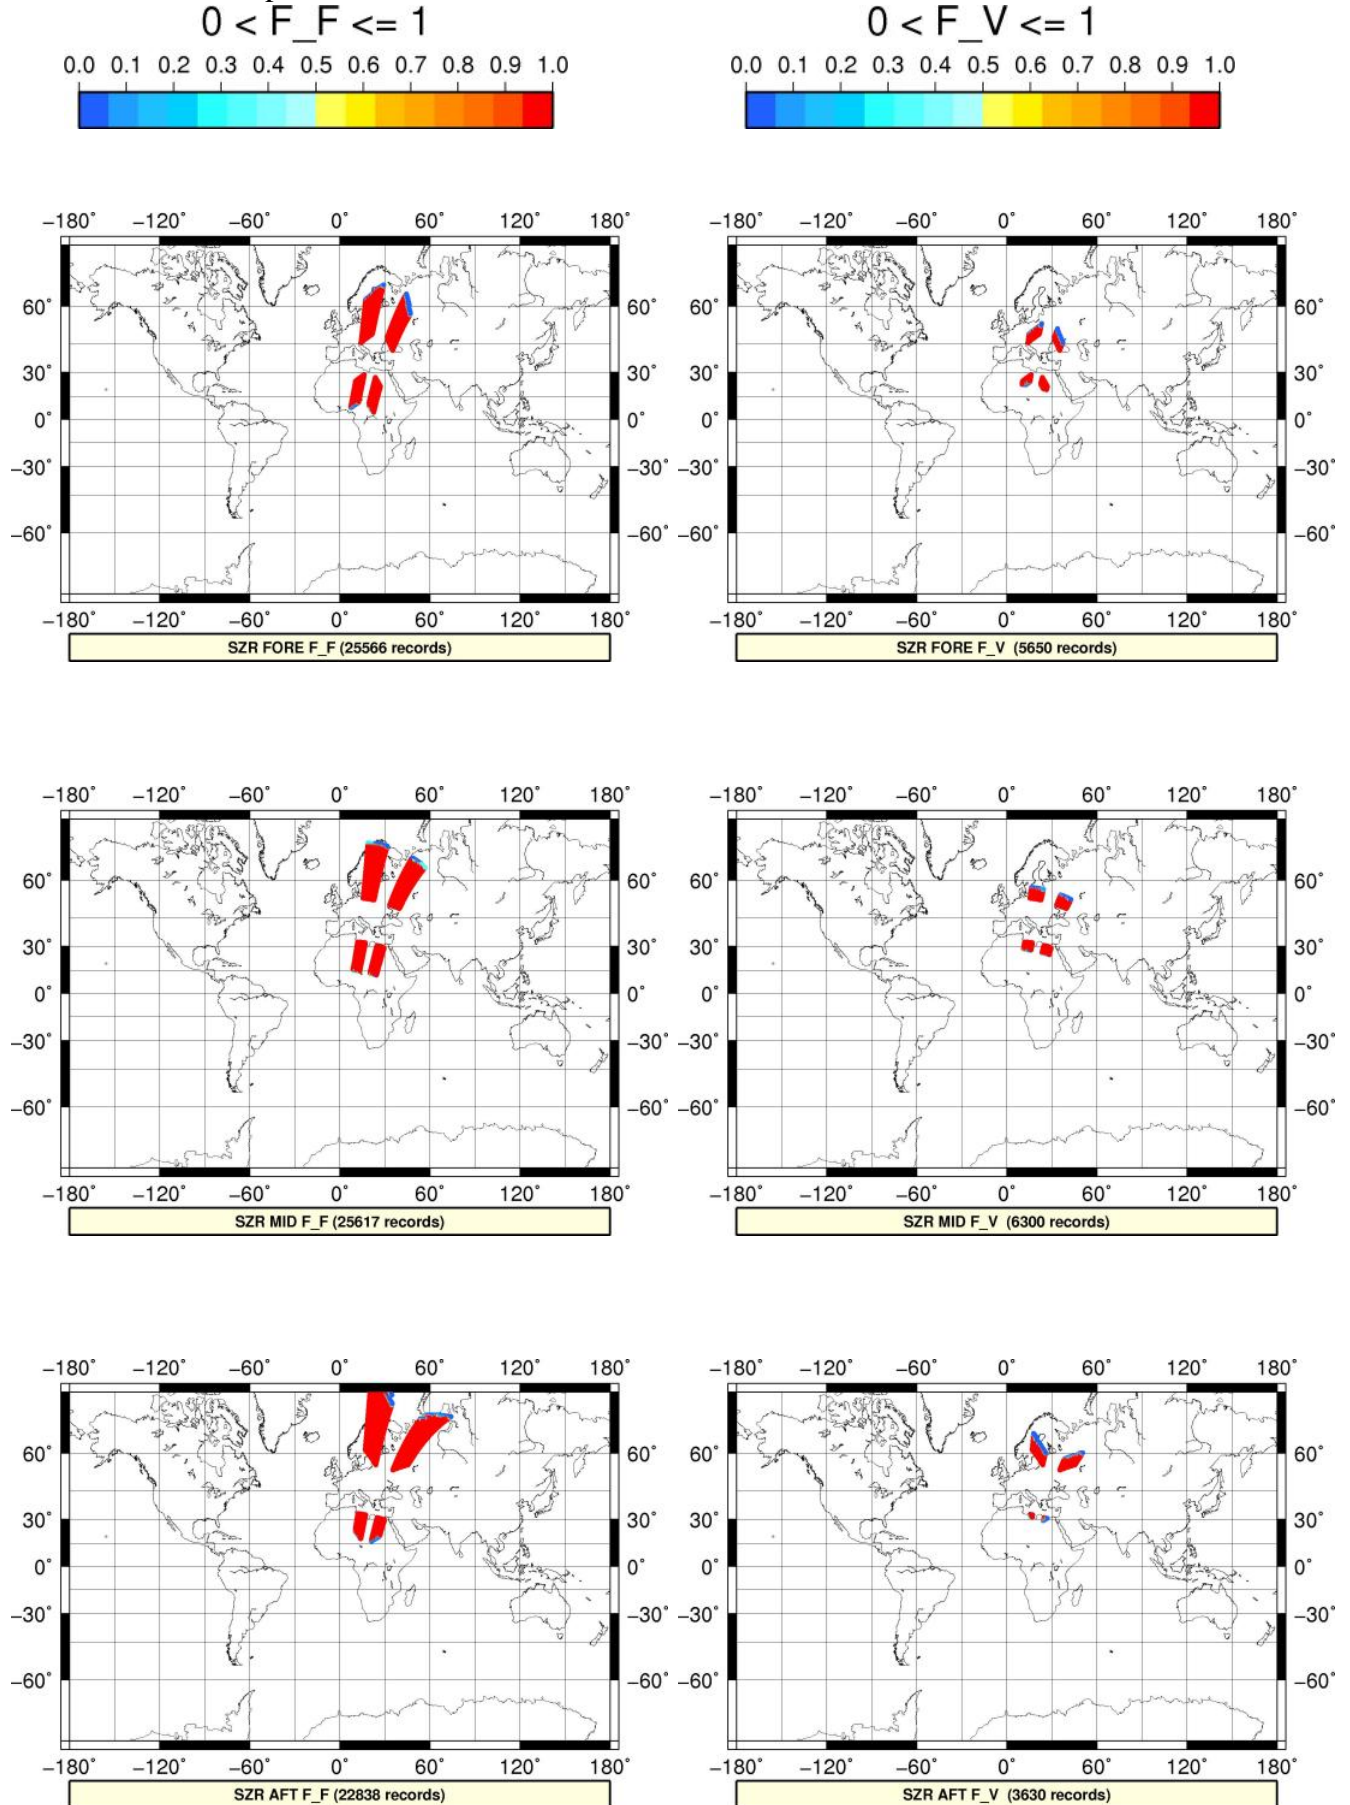 0 < F_F <= 1 0 < F_V <= 1
0.0 0.1 0.2 0.3 0.4 0.5 0.6 0.7 0.8 0.9 1.0 0.0 0.1 0.2 0.3 0.4 0.5 0.6 0.7 0.8 0.9 1.0
−180˚ −120˚ −60˚ 0˚ 60˚ 120˚ 180˚ −180˚ −120˚ −60˚ 0˚ 60˚ 120˚ 180˚
60˚ 60˚ 60˚
30˚ 30˚ 30˚ 30˚
0˚ 0˚ 0˚ 0˚
−30˚ −30˚ −30˚ −30˚
−60˚ −60˚ −60˚ −60˚
−180˚ −120˚ −60˚ 0˚ 60˚ 120˚ 180˚ −180˚ −120˚ −60˚ 0˚ 60˚ 120˚ 180˚
SZR FORE F_F (25566 records) SZR FORE F_V (5650 records)
−180˚ −120˚ −60˚ 0˚ 60˚ 120˚ 180˚ −180˚ −120˚ −60˚ 0˚ 60˚ 120˚ 180˚
60˚ 60˚ 60˚
30˚ 30˚ 30˚ 30˚
0˚ 0˚ 0˚ 0˚
−30˚ −30˚ −30˚ −30˚
−60˚ −60˚ −60˚ −60˚
−180˚ −120˚ −60˚ 0˚ 60˚ 120˚ 180˚ −180˚ −120˚ −60˚ 0˚ 60˚ 120˚ 180˚
SZR MID F_F (25617 records) SZR MID F_V (6300 records)
−180˚ −120˚ −60˚ 0˚ 60˚ 120˚ 180˚ −180˚ −120˚ −60˚ 0˚ 60˚ 120˚ 180˚
60˚ 60˚ 60˚
30˚ 30˚ 30˚ 30˚
0˚ 0˚ 0˚ 0˚
−30˚ −30˚ −30˚ −30˚
−60˚ −60˚ −60˚ −60˚
−180˚ −120˚ −60˚ 0˚ 60˚ 120˚ 180˚ −180˚ −120˚ −60˚ 0˚ 60˚ 120˚ 180˚
SZR AFT F_F (22838 records) SZR AFT F_V (3630 records)